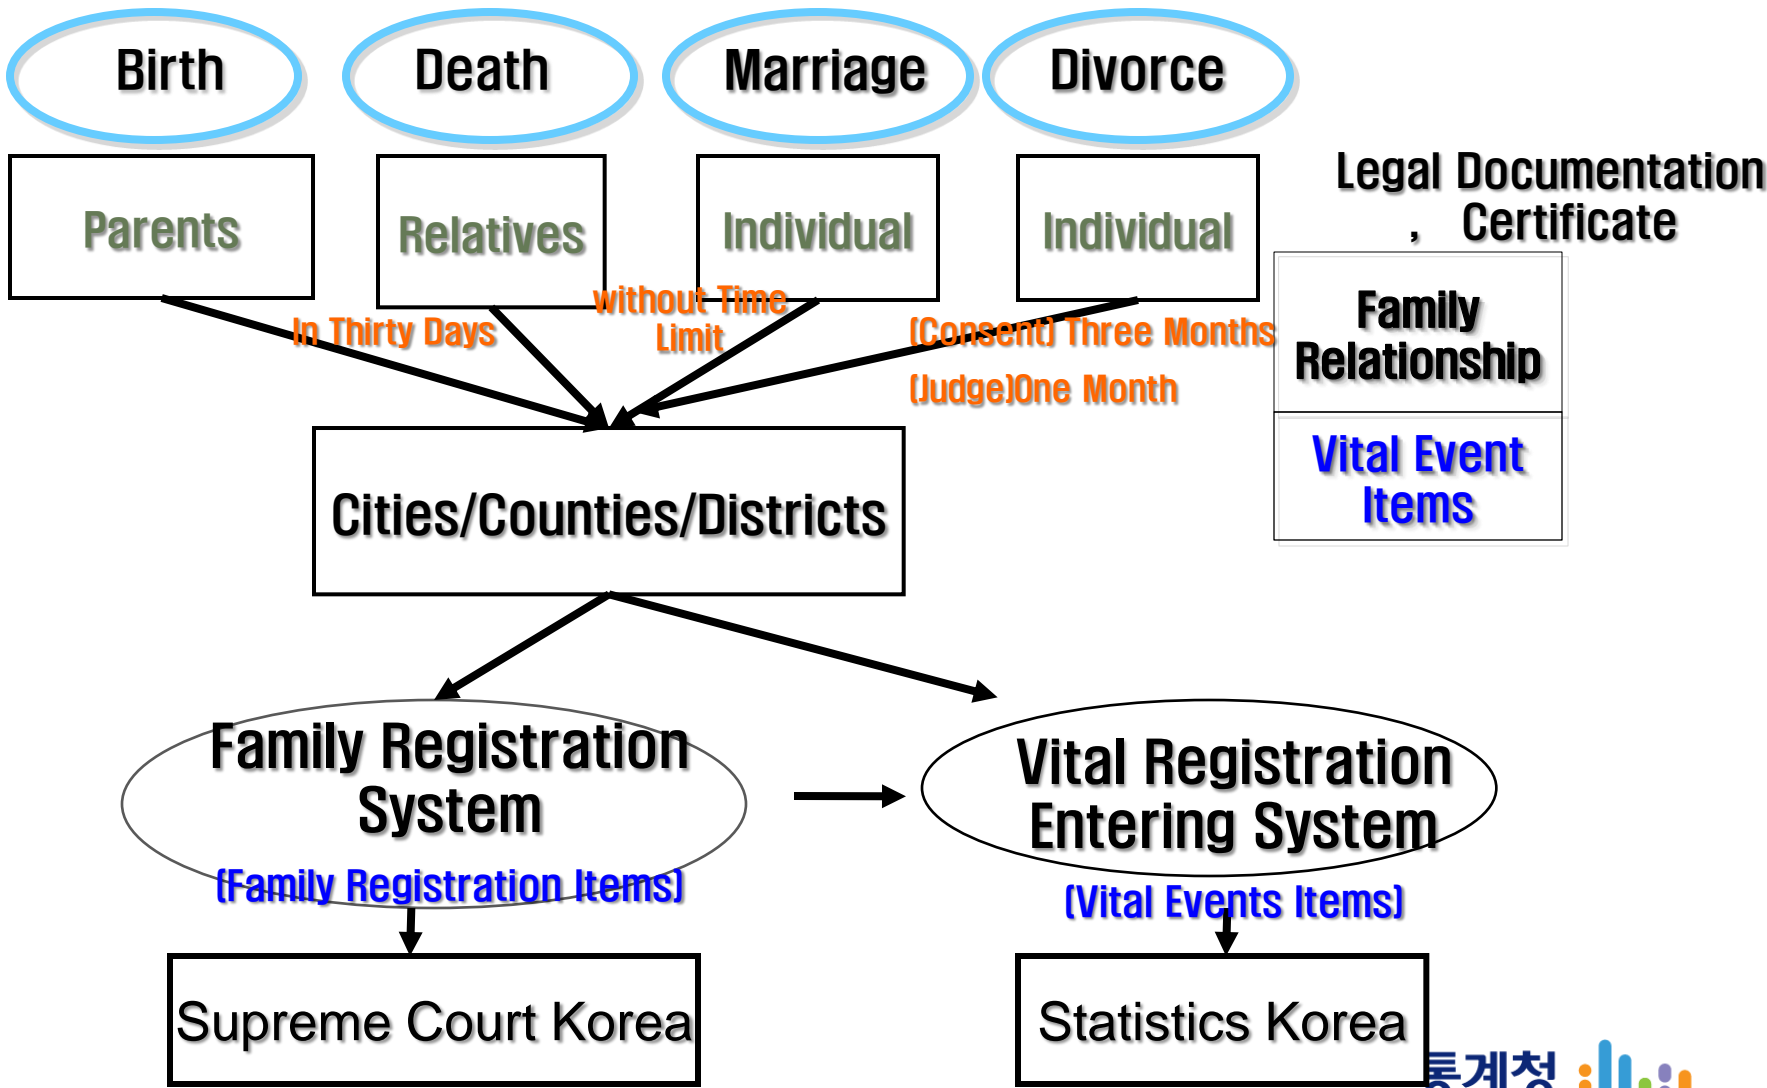 Birth
Death
Marriage
Divorce
Parents
Relatives
Individual
Individual
Legal Documentation
, Certificate
In Thirty Days
without Time
Limit
(Consent) Three Months
(Judge)One Month
Family
Relationship
Vital Event
Items
Cities/Counties/Districts
Family Registration
System
(Family Registration Items)
Vital Registration
Entering System
(Vital Events Items)
Supreme Court Korea
Statistics Korea
통계청